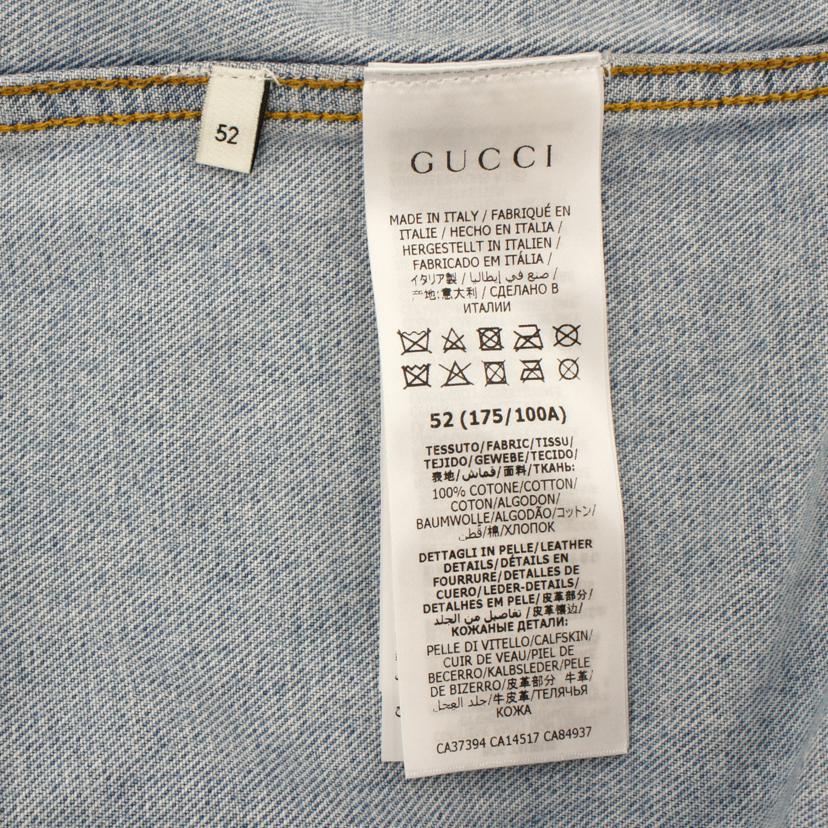 52
GUCCI
MADE IN ITALY / FABRIQUÉ EN
ITALIE / HECHO EN ITALIA /
HERGESTELLT IN ITALIEN /
FABRICADO EM ITÁLIA /
イタリア製 / صنع في إيطاليا /
产地:意大利 / СДЕЛАНО В
ИТАЛИИ
52 (175/100A)
TESSUTO/FABRIC/TISSU/
TEJIDO/GEWEBE/TECIDO/
表地/قماش/面料/ТКАНЬ:
100% COTONE/COTTON/
COTON/ALGODON/
BAUMWOLLE/ALGODÃO/コットン/
قطن/棉/ХЛОПОК
DETTAGLI IN PELLE/LEATHER
DETAILS/DÉTAILS EN
FOURRURE/DETALLES DE
CUERO/LEDER-DETAILS/
DETALHES EM PELE/皮革部分/
تفاصيل من الجلد/皮革镶边/
КОЖАНЫЕ ДЕТАЛИ:
PELLE DI VITELLO/CALFSKIN/
CUIR DE VEAU/PIEL DE
BECERRO/KALBSLEDER/PELE
DE BIZERRO/皮革部分 牛革/
جلد العجل/牛皮革/ТЕЛЯЧЬЯ
КОЖА
CA37394 CA14517 CA84937